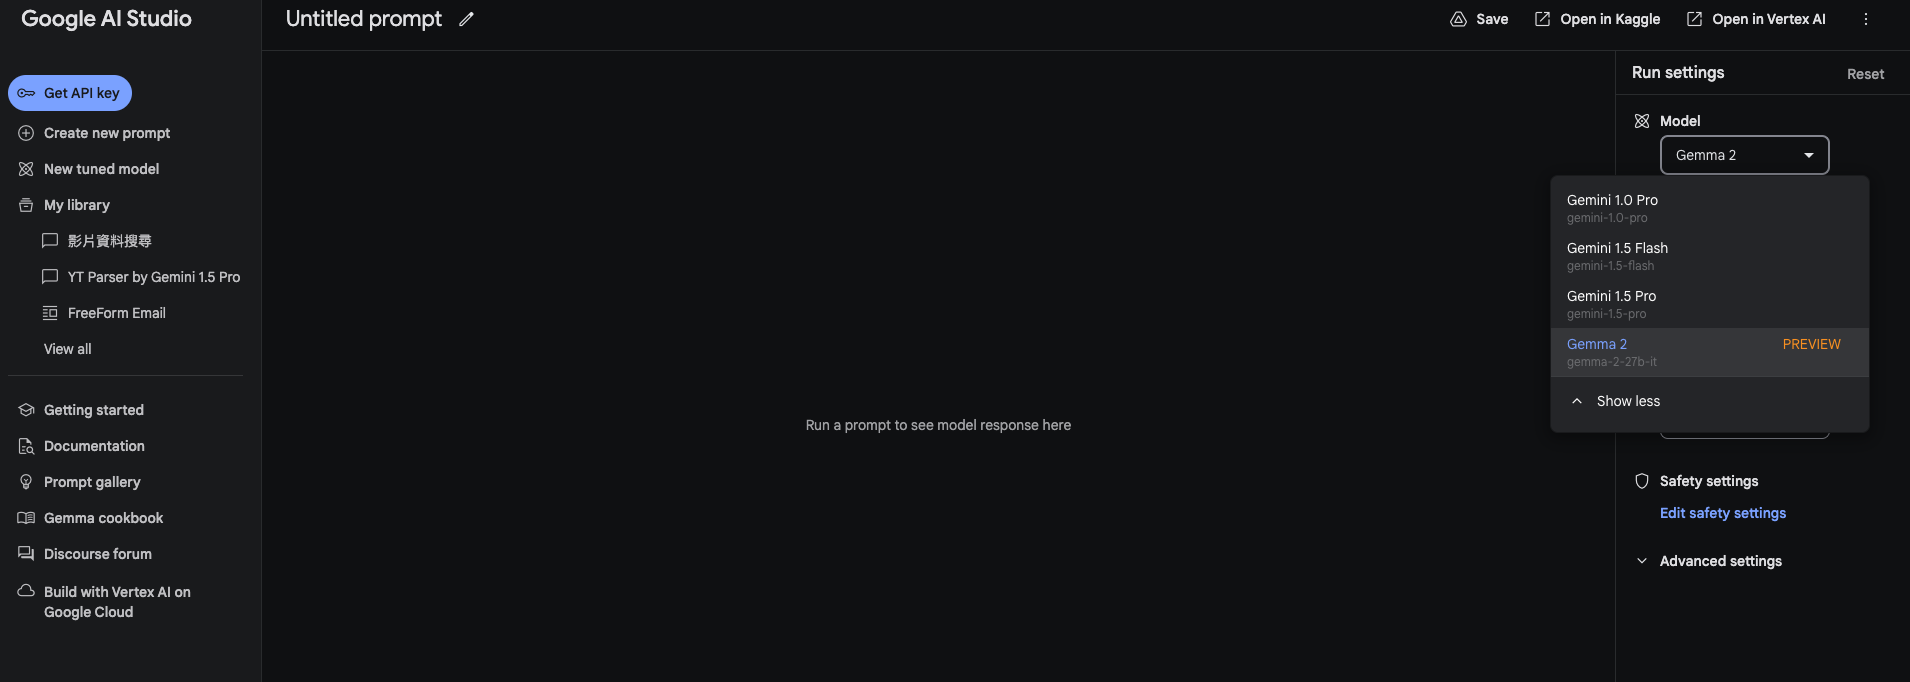 Google AI Studio
Get API key
Create new prompt
New tuned model
My library
影片資料搜尋
YT Parser by Gemini 1.5 Pro
FreeForm Email
View all
Getting started
Documentation
Prompt gallery
Gemma cookbook
Discourse forum
Build with Vertex AI on
Google Cloud
Untitled prompt
Save
Open in Kaggle
Open in Vertex AI
Run a prompt to see model response here
Run settings
Reset
Model
Gemma 2
Gemini 1.0 Pro
gemini-1.0-pro
Gemini 1.5 Flash
gemini-1.5-flash
Gemini 1.5 Pro
gemini-1.5-pro
Gemma 2 PREVIEW
gemma-2-27b-it
Show less
Safety settings
Edit safety settings
Advanced settings